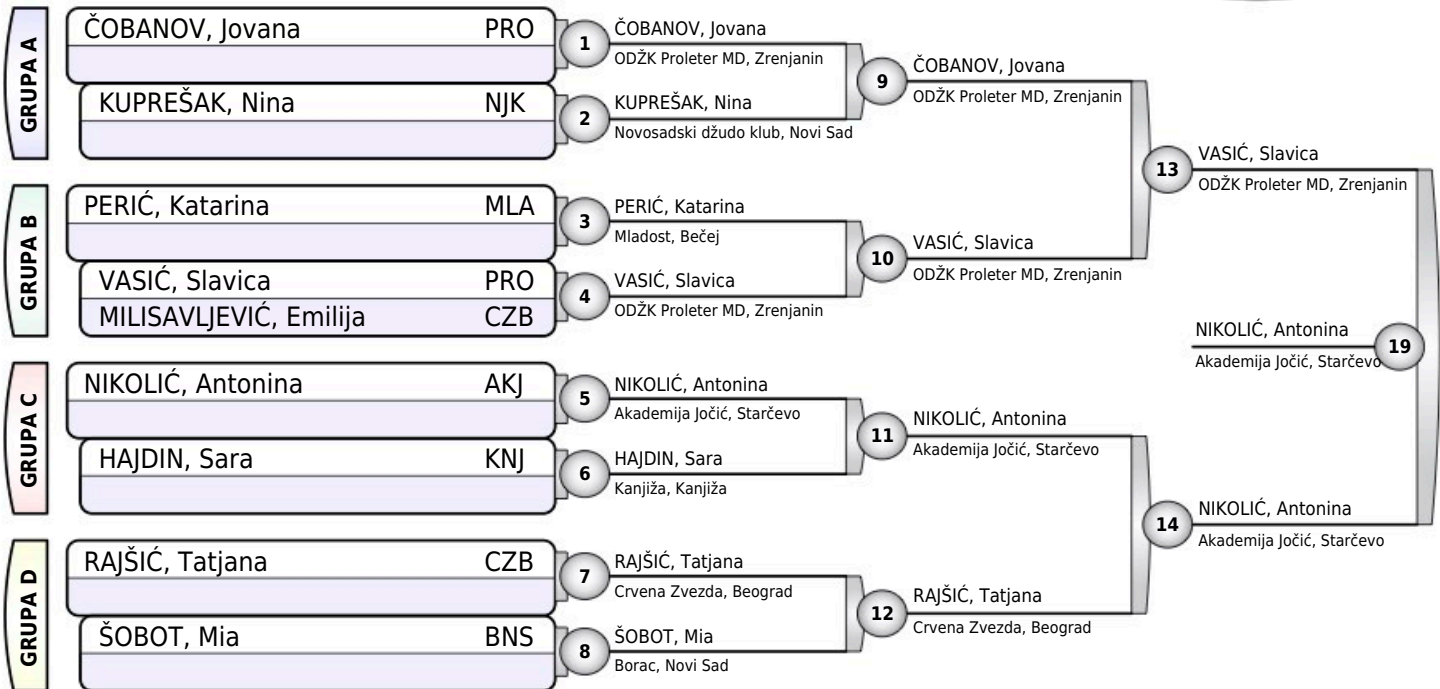 GRUPA A
ČOBANOV, Jovana PRO
KUPREŠAK, Nina NJK
GRUPA B
PERIĆ, Katarina MLA
VASIĆ, Slavica PRO
MILISAVLJEVIĆ, Emilija CZB
GRUPA C
NIKOLIĆ, Antonina AKJ
HAJDIN, Sara KNJ
GRUPA D
RAJŠIĆ, Tatjana CZB
ŠOBOT, Mia BNS
1
ČOBANOV, Jovana
ODŽK Proleter MD, Zrenjanin
2
KUPREŠAK, Nina
Novosadski džudo klub, Novi Sad
3
PERIĆ, Katarina
Mladost, Bečej
4
VASIĆ, Slavica
ODŽK Proleter MD, Zrenjanin
5
NIKOLIĆ, Antonina
Akademija Jočić, Starčevo
6
HAJDIN, Sara
Kanjiža, Kanjiža
7
RAJŠIĆ, Tatjana
Crvena Zvezda, Beograd
8
ŠOBOT, Mia
Borac, Novi Sad
9
ČOBANOV, Jovana
ODŽK Proleter MD, Zrenjanin
10
VASIĆ, Slavica
ODŽK Proleter MD, Zrenjanin
11
NIKOLIĆ, Antonina
Akademija Jočić, Starčevo
12
RAJŠIĆ, Tatjana
Crvena Zvezda, Beograd
13
VASIĆ, Slavica
ODŽK Proleter MD, Zrenjanin
14
NIKOLIĆ, Antonina
Akademija Jočić, Starčevo
NIKOLIĆ, Antonina
Akademija Jočić, Starčevo
19